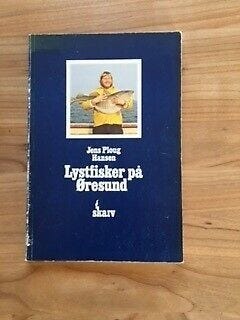 Jens Ploug
Hansen
Lystfisker på
Øresund
skarv